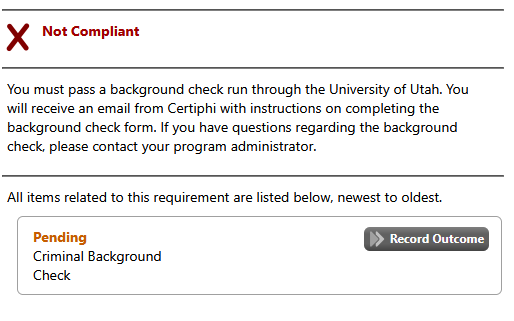 Not Compliant
You must pass a background check run through the University of Utah. You
will receive an email from Certiphi with instructions on completing the
background check form. If you have questions regarding the background
check, please contact your program administrator.
All items related to this requirement are listed below, newest to oldest.
Pending
Record Outcome
Criminal Background
Check